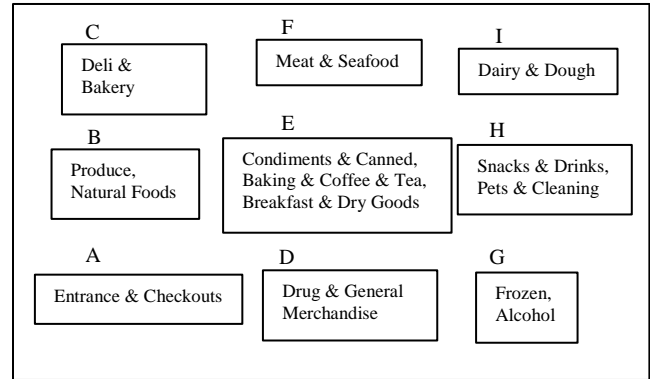 C
Deli &
Bakery
F
Meat & Seafood
I
Dairy & Dough
B
Produce,
Natural Foods
E
Condiments & Canned,
Baking & Coffee & Tea,
Breakfast & Dry Goods
H
Snacks & Drinks,
Pets & Cleaning
A
Entrance & Checkouts
D
Drug & General
Merchandise
G
Frozen,
Alcohol